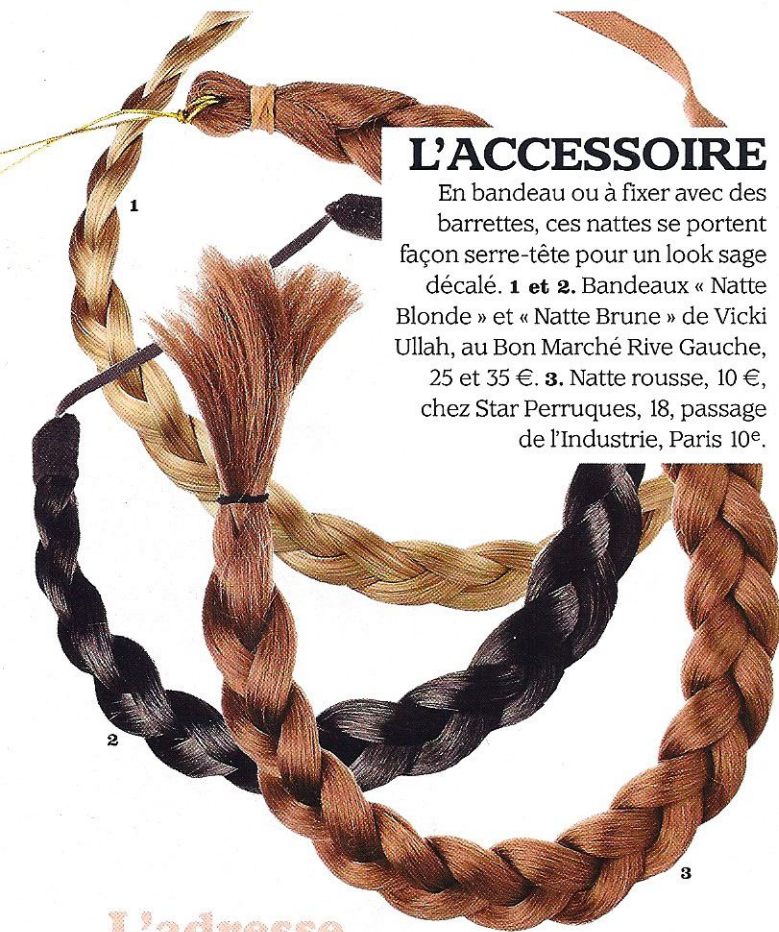 L'ACCESSOIRE
En bandeau ou à fixer avec des
barrettes, ces nattes se portent
façon serre-tête pour un look sage
décalé. 1 et 2. Bandeaux « Natte
Blonde » et « Natte Brune » de Vicki
Ullah, au Bon Marché Rive Gauche,
25 et 35 €. 3. Natte rousse, 10 €,
chez Star Perruques, 18, passage
de l'Industrie, Paris 10e.
1
2
3
L'adresse